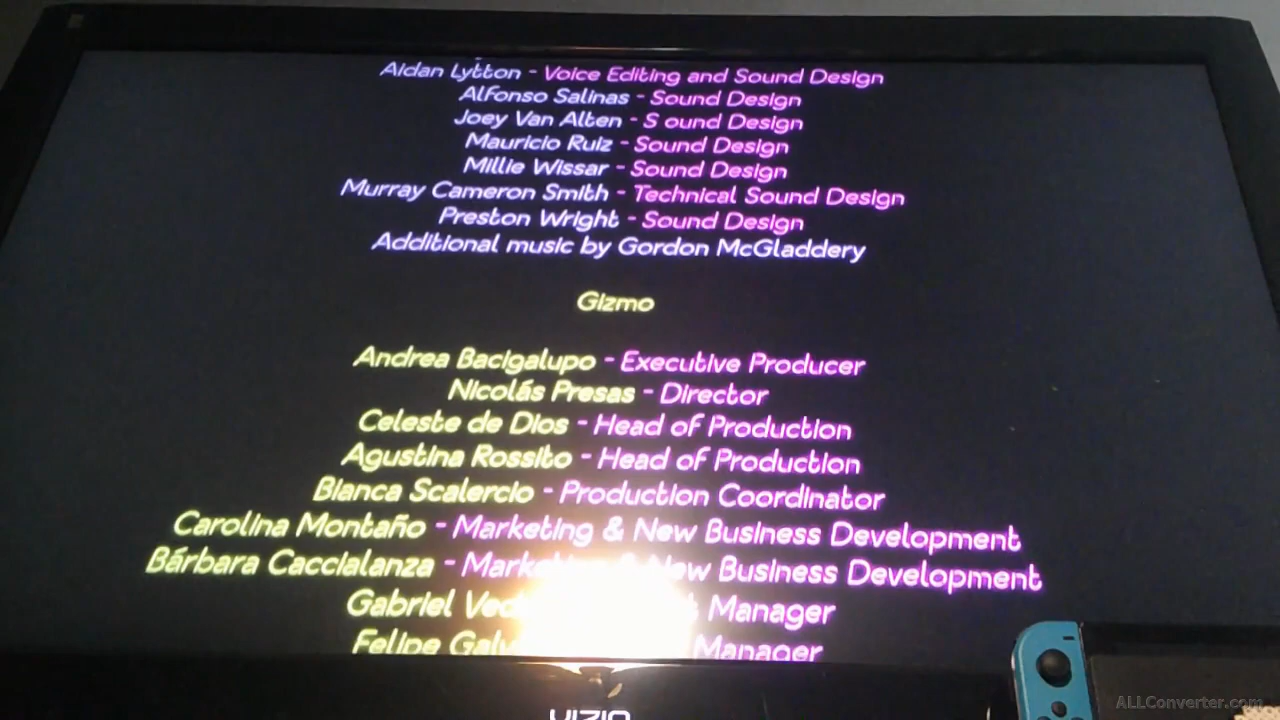 Aidan Lytton - Voice Editing and Sound Design
Alfonso Salinas - Sound Design
Joey Van Alten - S ound Design
Mauricio Ruiz - Sound Design
Millie Wissar - Sound Design
Murray Cameron Smith - Technical Sound Design
Preston Wright - Sound Design
Additional music by Gordon McGladdery
Gizmo
Andrea Bacigalupo - Executive Producer
Nicolás Presas - Director
Celeste de Dios - Head of Production
Agustina Rossito - Head of Production
Bianca Scalercio - Production Coordinator
Carolina Montaño - Marketing & New Business Development
Bárbara Caccialanza - Marketing & New Business Development
Gabriel Manager
Felipe Manager
VIZIO
ALLConverter.com